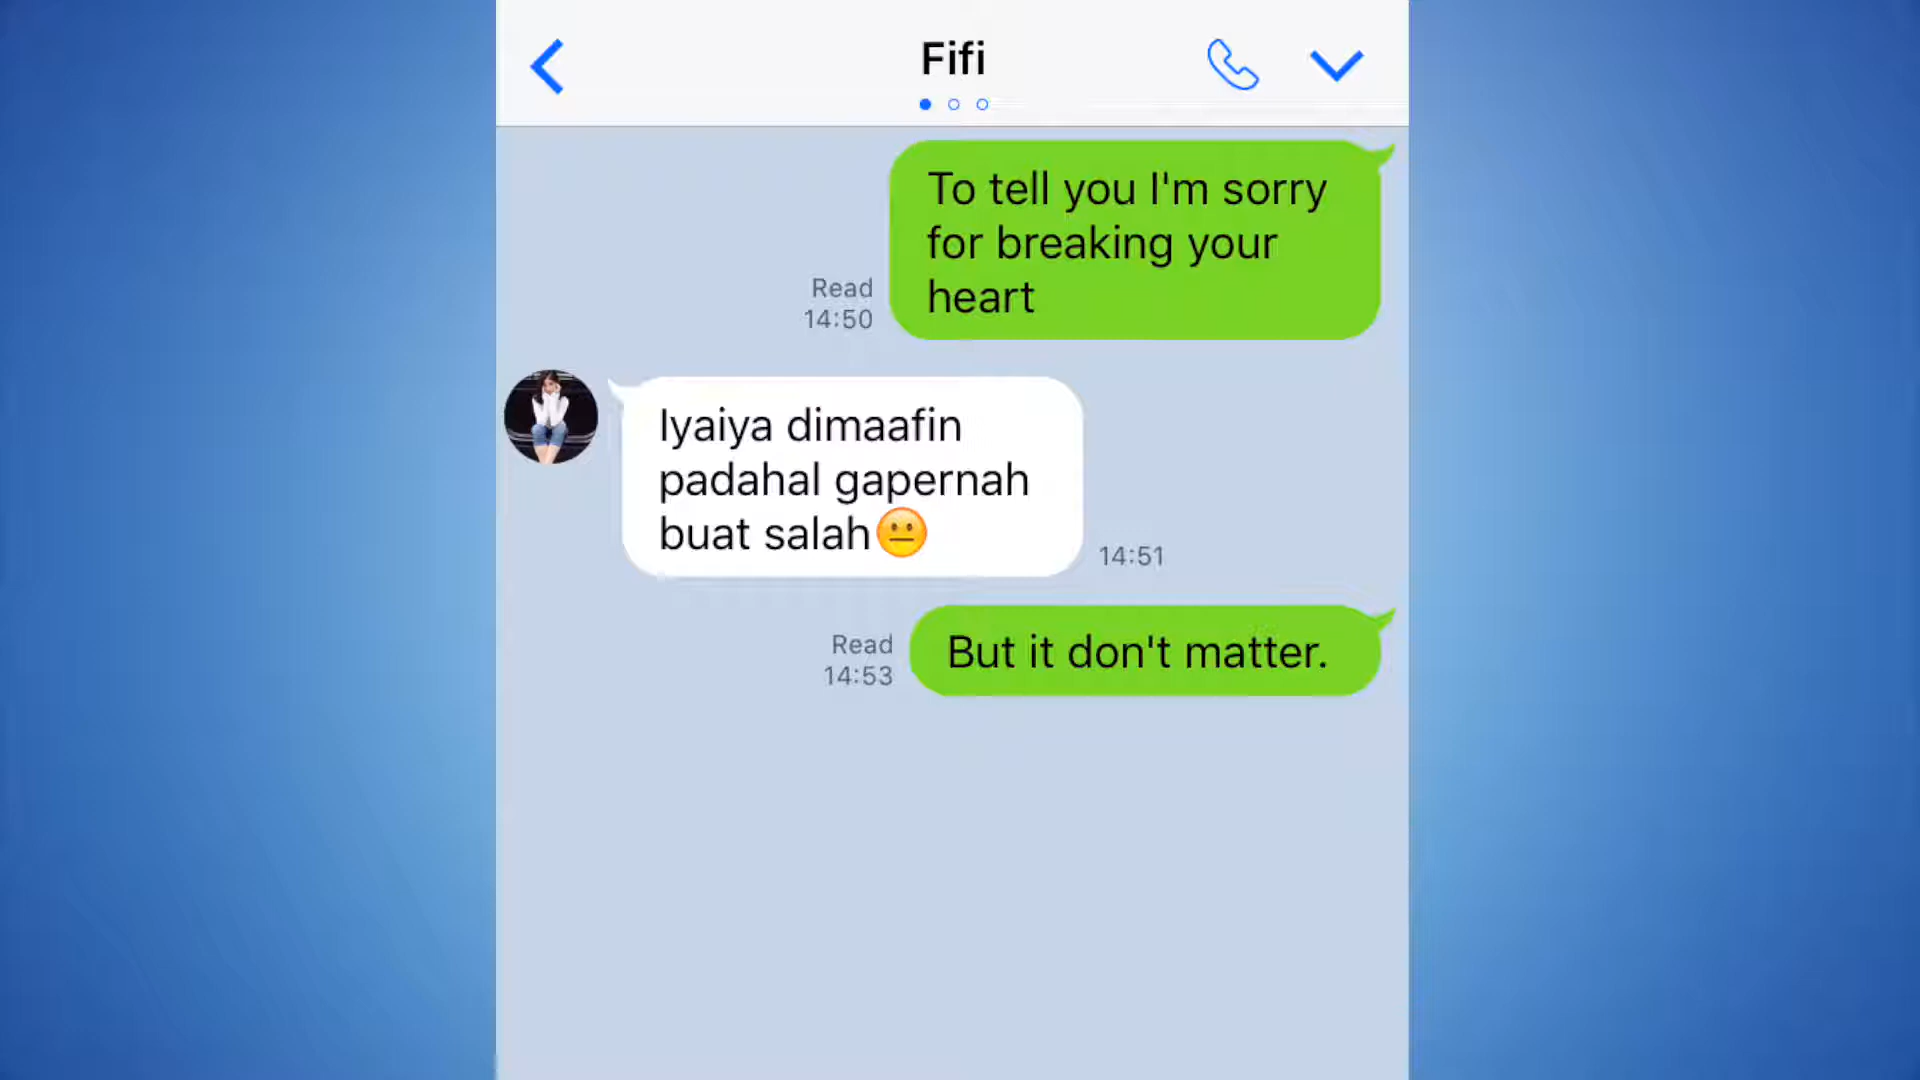 Fifi
To tell you I'm sorry
for breaking your
heart
Read
14:50
Iyaiya dimaafin
padahal gapernah
buat salah😐
14:51
But it don't matter.
Read
14:53